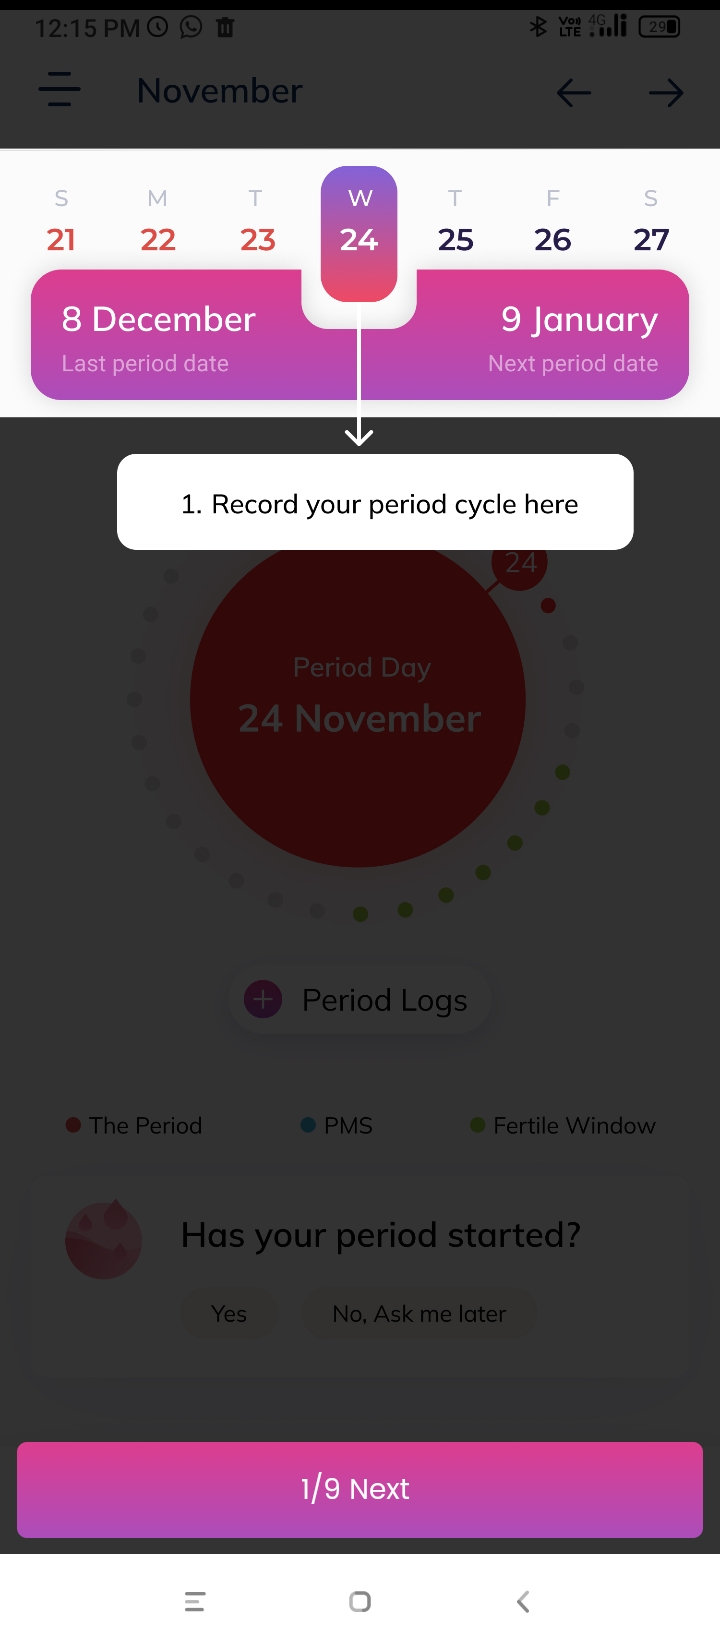 12:15 PM
Vo)) LTE 4G 29
November
S M T W T F S
21 22 23 24 25 26 27
8 December 9 January
Last period date Next period date
1. Record your period cycle here
24
Period Day
24 November
Period Logs
The Period PMS Fertile Window
Has your period started?
Yes No, Ask me later
1/9 Next